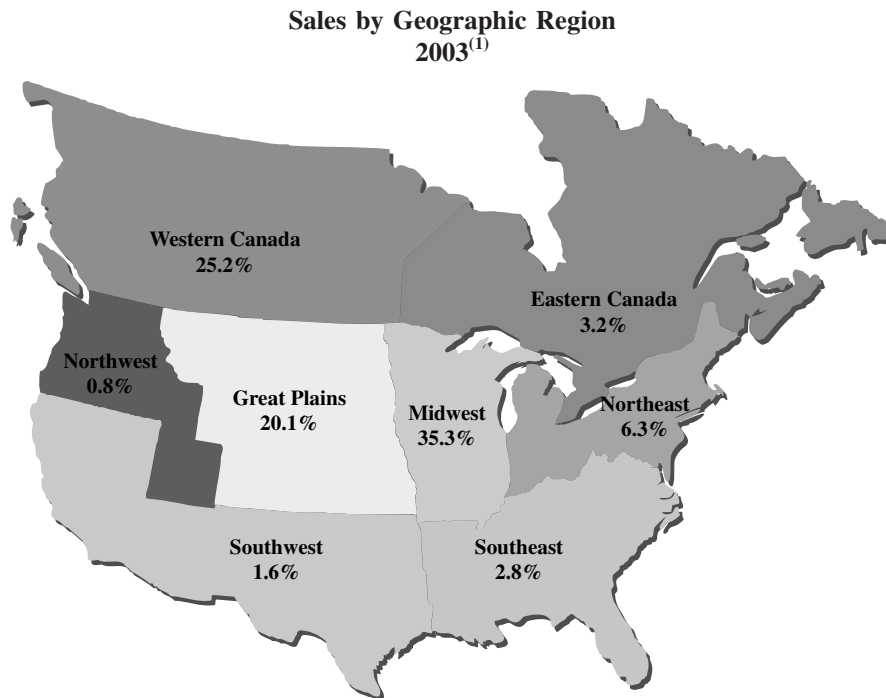 Sales by Geographic Region
2003(1)
Western Canada
25.2%
Eastern Canada
3.2%
Northwest
0.8%
Great Plains
20.1%
Midwest
35.3%
Northeast
6.3%
Southwest
1.6%
Southeast
2.8%